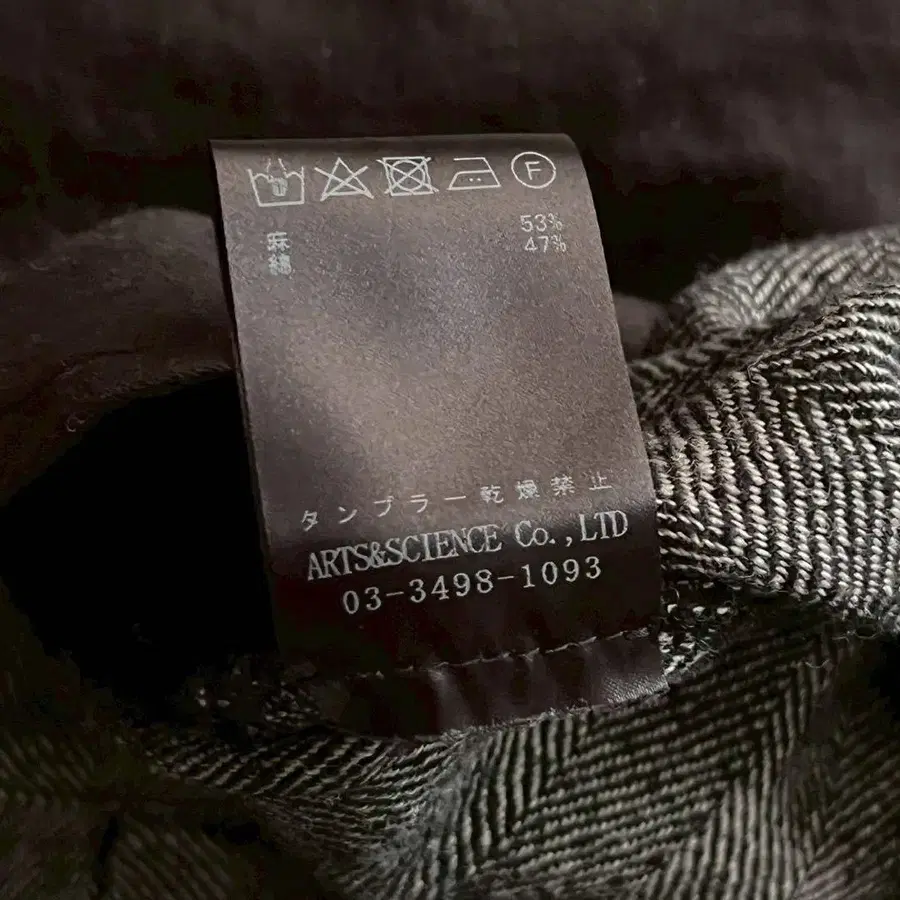 F
麻 53%
綿 47%
タンブラー乾燥禁止
ARTS&SCIENCE Co.,LTD
03-3498-1093